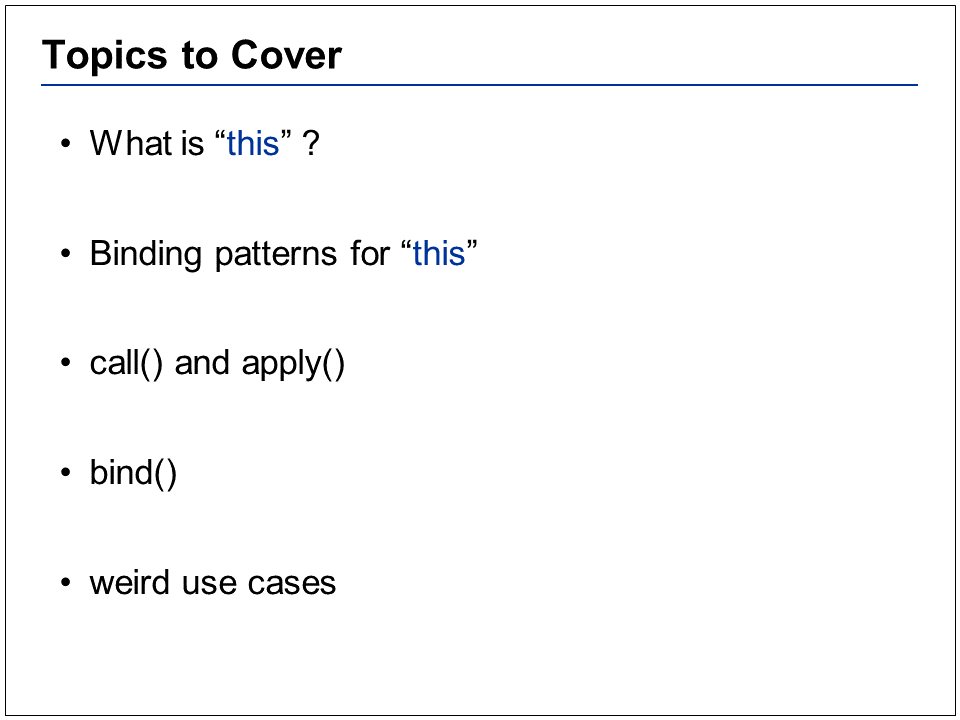 Topics to Cover
• What is “this” ?
• Binding patterns for “this”
• call() and apply()
• bind()
• weird use cases